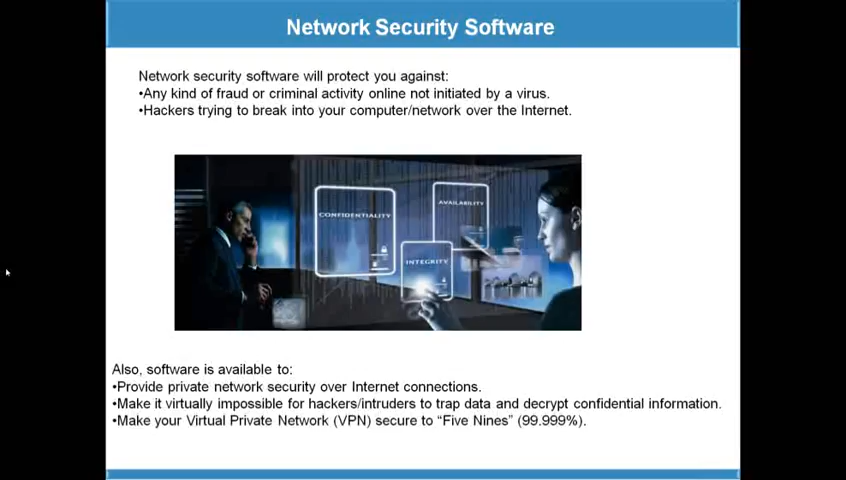 Network Security Software
Network security software will protect you against:
•Any kind of fraud or criminal activity online not initiated by a virus.
•Hackers trying to break into your computer/network over the Internet.
CONFIDENTIALITY
AVAILABILITY
INTEGRITY
Also, software is available to:
•Provide private network security over Internet connections.
•Make it virtually impossible for hackers/intruders to trap data and decrypt confidential information.
•Make your Virtual Private Network (VPN) secure to “Five Nines” (99.999%).